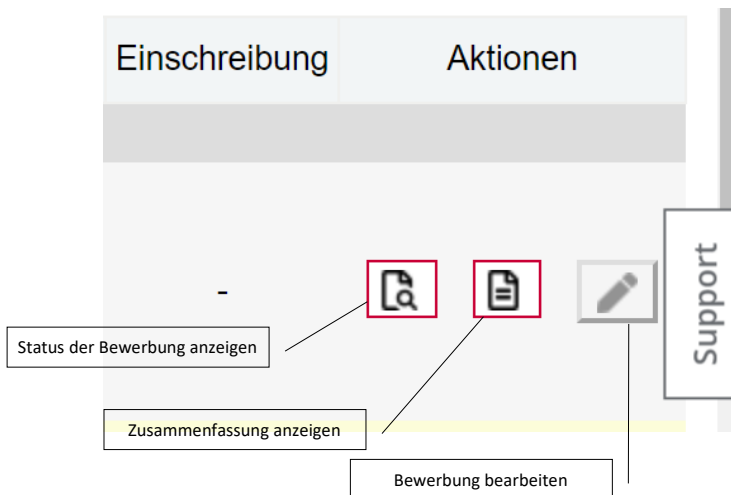 Einschreibung Aktionen
-
Support
Status der Bewerbung anzeigen
Zusammenfassung anzeigen
Bewerbung bearbeiten